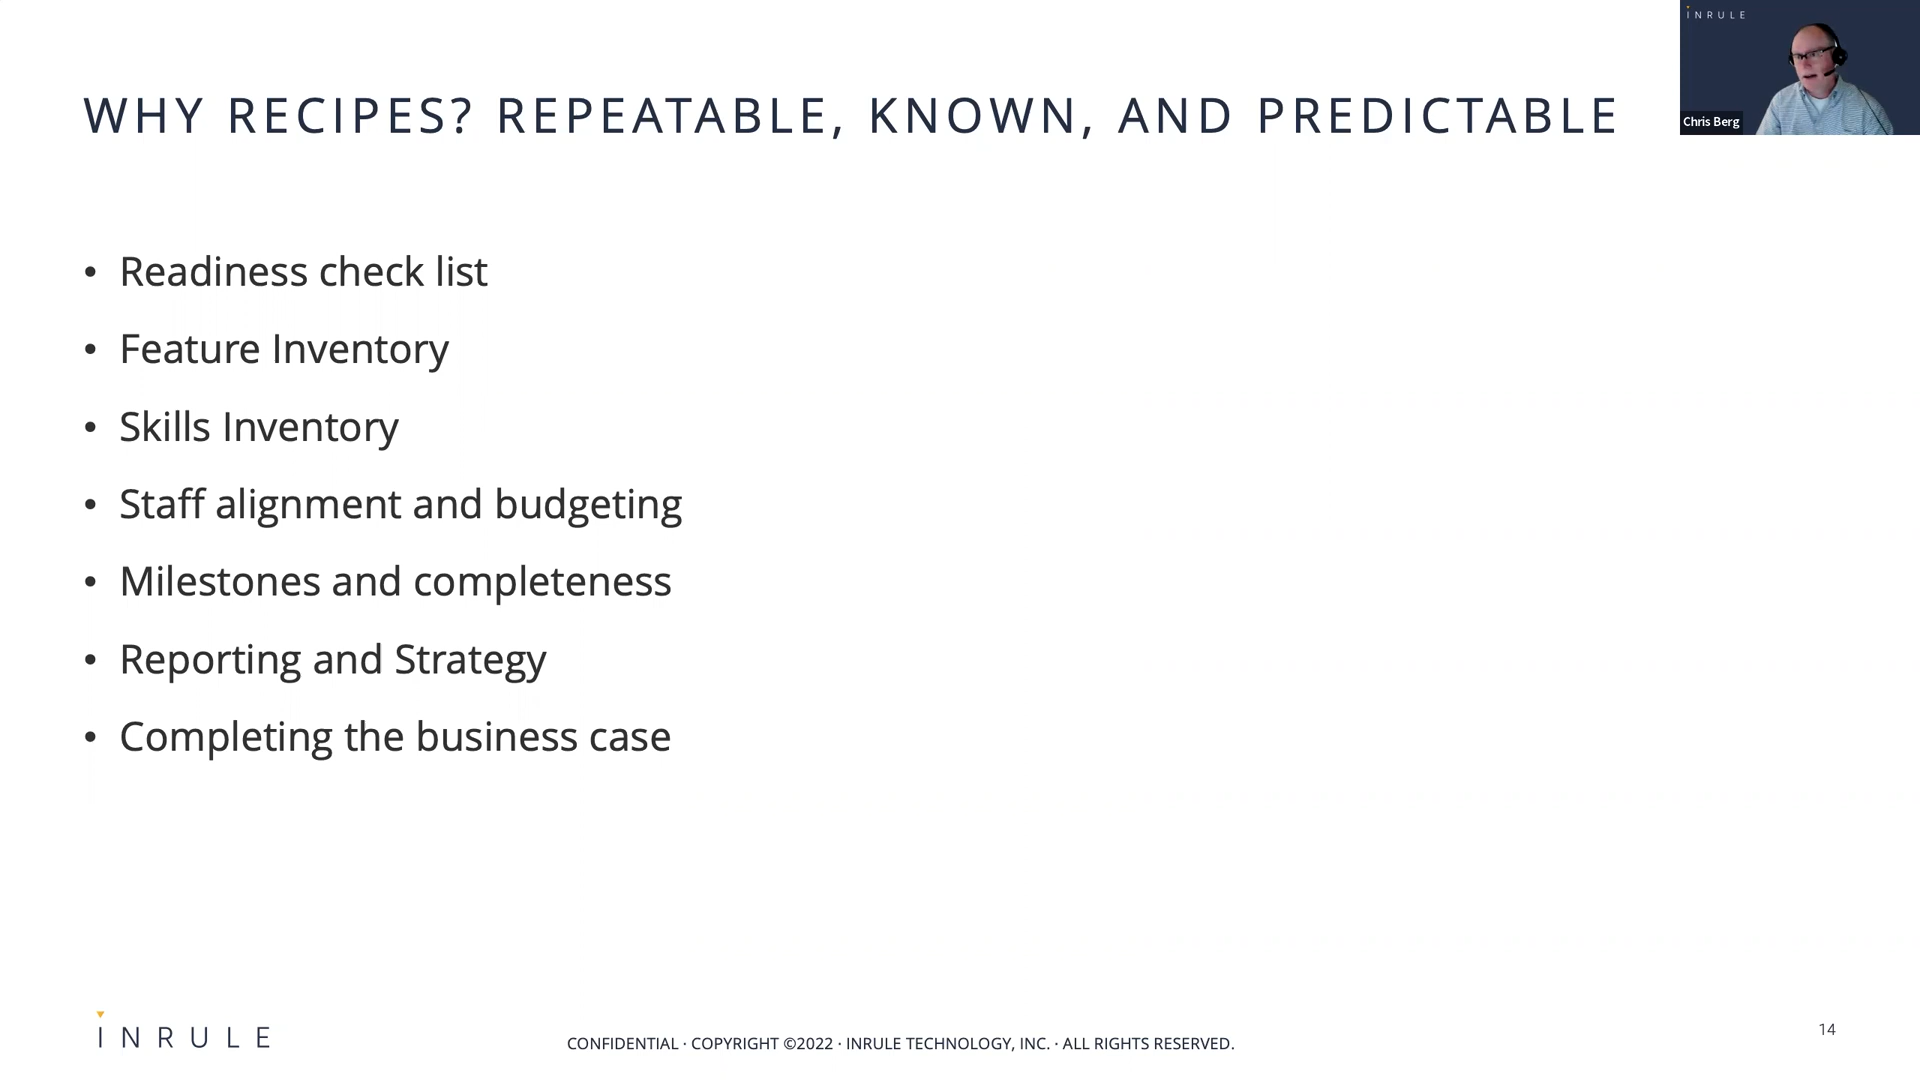 INRULE
WHY RECIPES? REPEATABLE, KNOWN, AND PREDICTABLE
Chris Berg
• Readiness check list
• Feature Inventory
• Skills Inventory
• Staff alignment and budgeting
• Milestones and completeness
• Reporting and Strategy
• Completing the business case
INRULE
CONFIDENTIAL · COPYRIGHT ©2022 · INRULE TECHNOLOGY, INC. · ALL RIGHTS RESERVED.
14